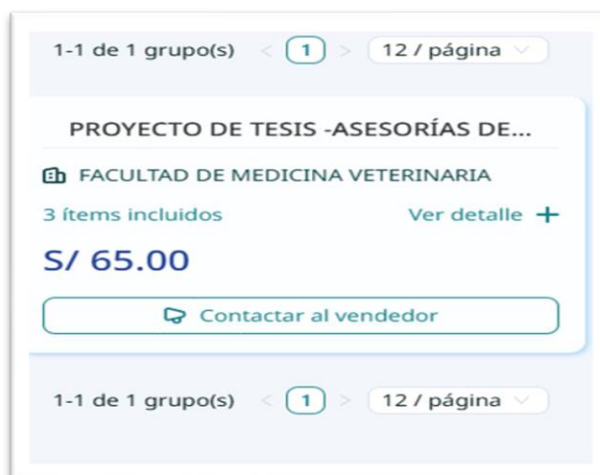 1-1 de 1 grupo(s) < 1 > 12 / página
PROYECTO DE TESIS -ASESORÍAS DE...
FACULTAD DE MEDICINA VETERINARIA
3 ítems incluidos Ver detalle +
S/ 65.00
Contactar al vendedor
1-1 de 1 grupo(s) < 1 > 12 / página